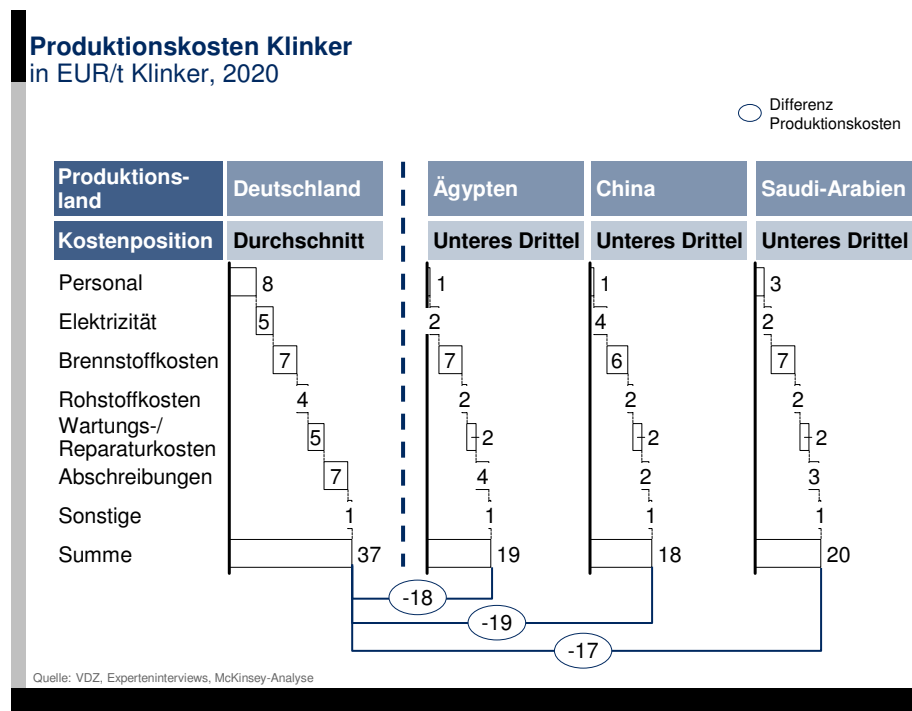 Produktionskosten Klinker
in EUR/t Klinker, 2020
Differenz
Produktionskosten
Produktions-
land
Deutschland
Ägypten
China
Saudi-Arabien
Kostenposition
Durchschnitt
Unteres Drittel
Unteres Drittel
Unteres Drittel
Personal 8 1 1 3
Elektrizität 5 2 4 2
Brennstoffkosten 7 7 6 7
Rohstoffkosten 4 2 2 2
Wartungs-/
Reparaturkosten 5 2 2 2
Abschreibungen 7 4 2 3
Sonstige 1 1 1 1
Summe 37 19 18 20
-18
-19
-17
Quelle: VDZ, Experteninterviews, McKinsey-Analyse